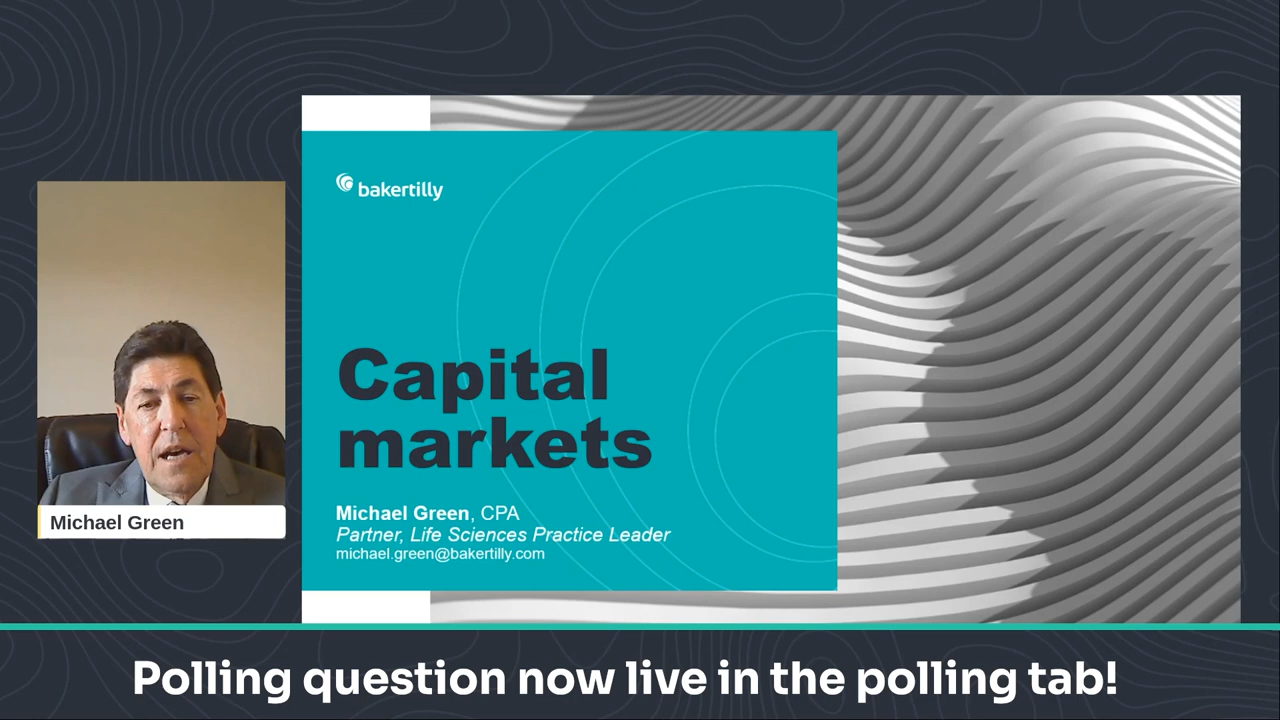 bakertilly
Capital
markets
Michael Green, CPA
Partner, Life Sciences Practice Leader
michael.green@bakertilly.com
Michael Green
Polling question now live in the polling tab!